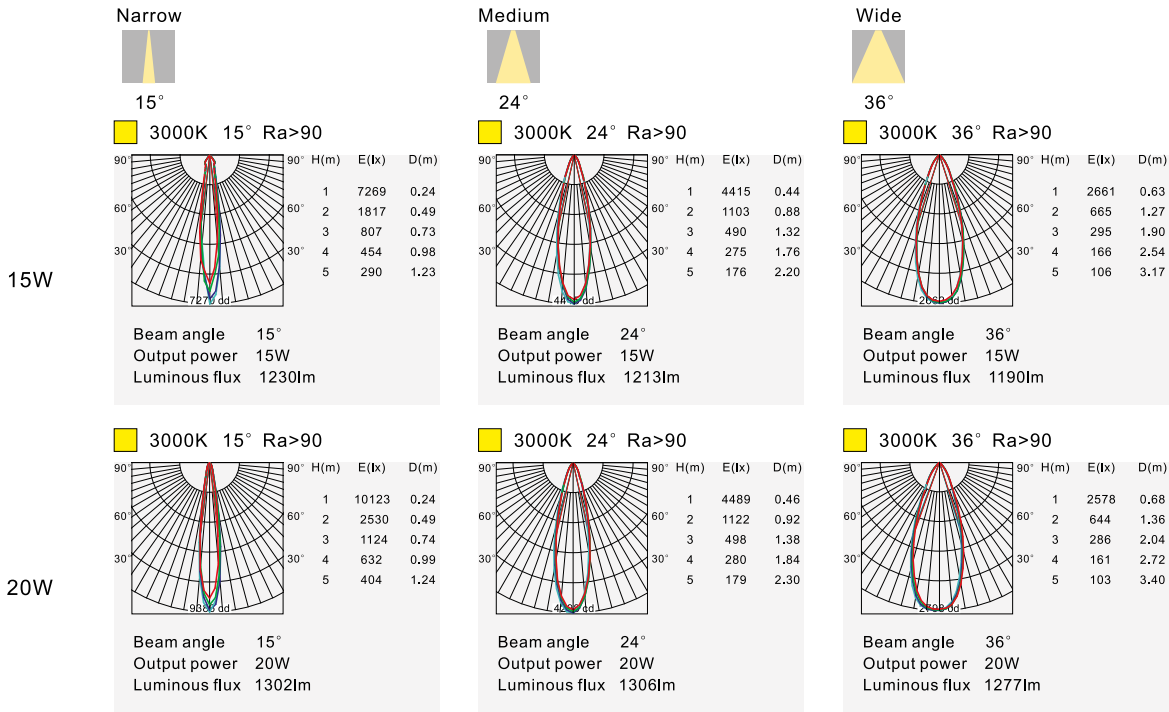 Narrow
Medium
Wide
15°
24°
36°
15W
3000K 15° Ra>90
90° 90° H(m) E(lx) D(m)
1 7269 0.24
60° 60° 2 1817 0.49
3 807 0.73
30° 30° 4 454 0.98
5 290 1.23
Beam angle 15°
Output power 15W
Luminous flux 1230lm
3000K 24° Ra>90
90° 90° H(m) E(lx) D(m)
1 4415 0.44
60° 60° 2 1103 0.88
3 490 1.32
30° 30° 4 275 1.76
5 176 2.20
Beam angle 24°
Output power 15W
Luminous flux 1213lm
3000K 36° Ra>90
90° 90° H(m) E(lx) D(m)
1 2661 0.63
60° 60° 2 665 1.27
3 295 1.90
30° 30° 4 166 2.54
5 106 3.17
Beam angle 36°
Output power 15W
Luminous flux 1190lm
20W
3000K 15° Ra>90
90° 90° H(m) E(lx) D(m)
1 10123 0.24
60° 60° 2 2530 0.49
3 1124 0.74
30° 30° 4 632 0.99
5 404 1.24
Beam angle 15°
Output power 20W
Luminous flux 1302lm
3000K 24° Ra>90
90° 90° H(m) E(lx) D(m)
1 4489 0.46
60° 60° 2 1122 0.92
3 498 1.38
30° 30° 4 280 1.84
5 179 2.30
Beam angle 24°
Output power 20W
Luminous flux 1306lm
3000K 36° Ra>90
90° 90° H(m) E(lx) D(m)
1 2578 0.68
60° 60° 2 644 1.36
3 286 2.04
30° 30° 4 161 2.72
5 103 3.40
Beam angle 36°
Output power 20W
Luminous flux 1277lm